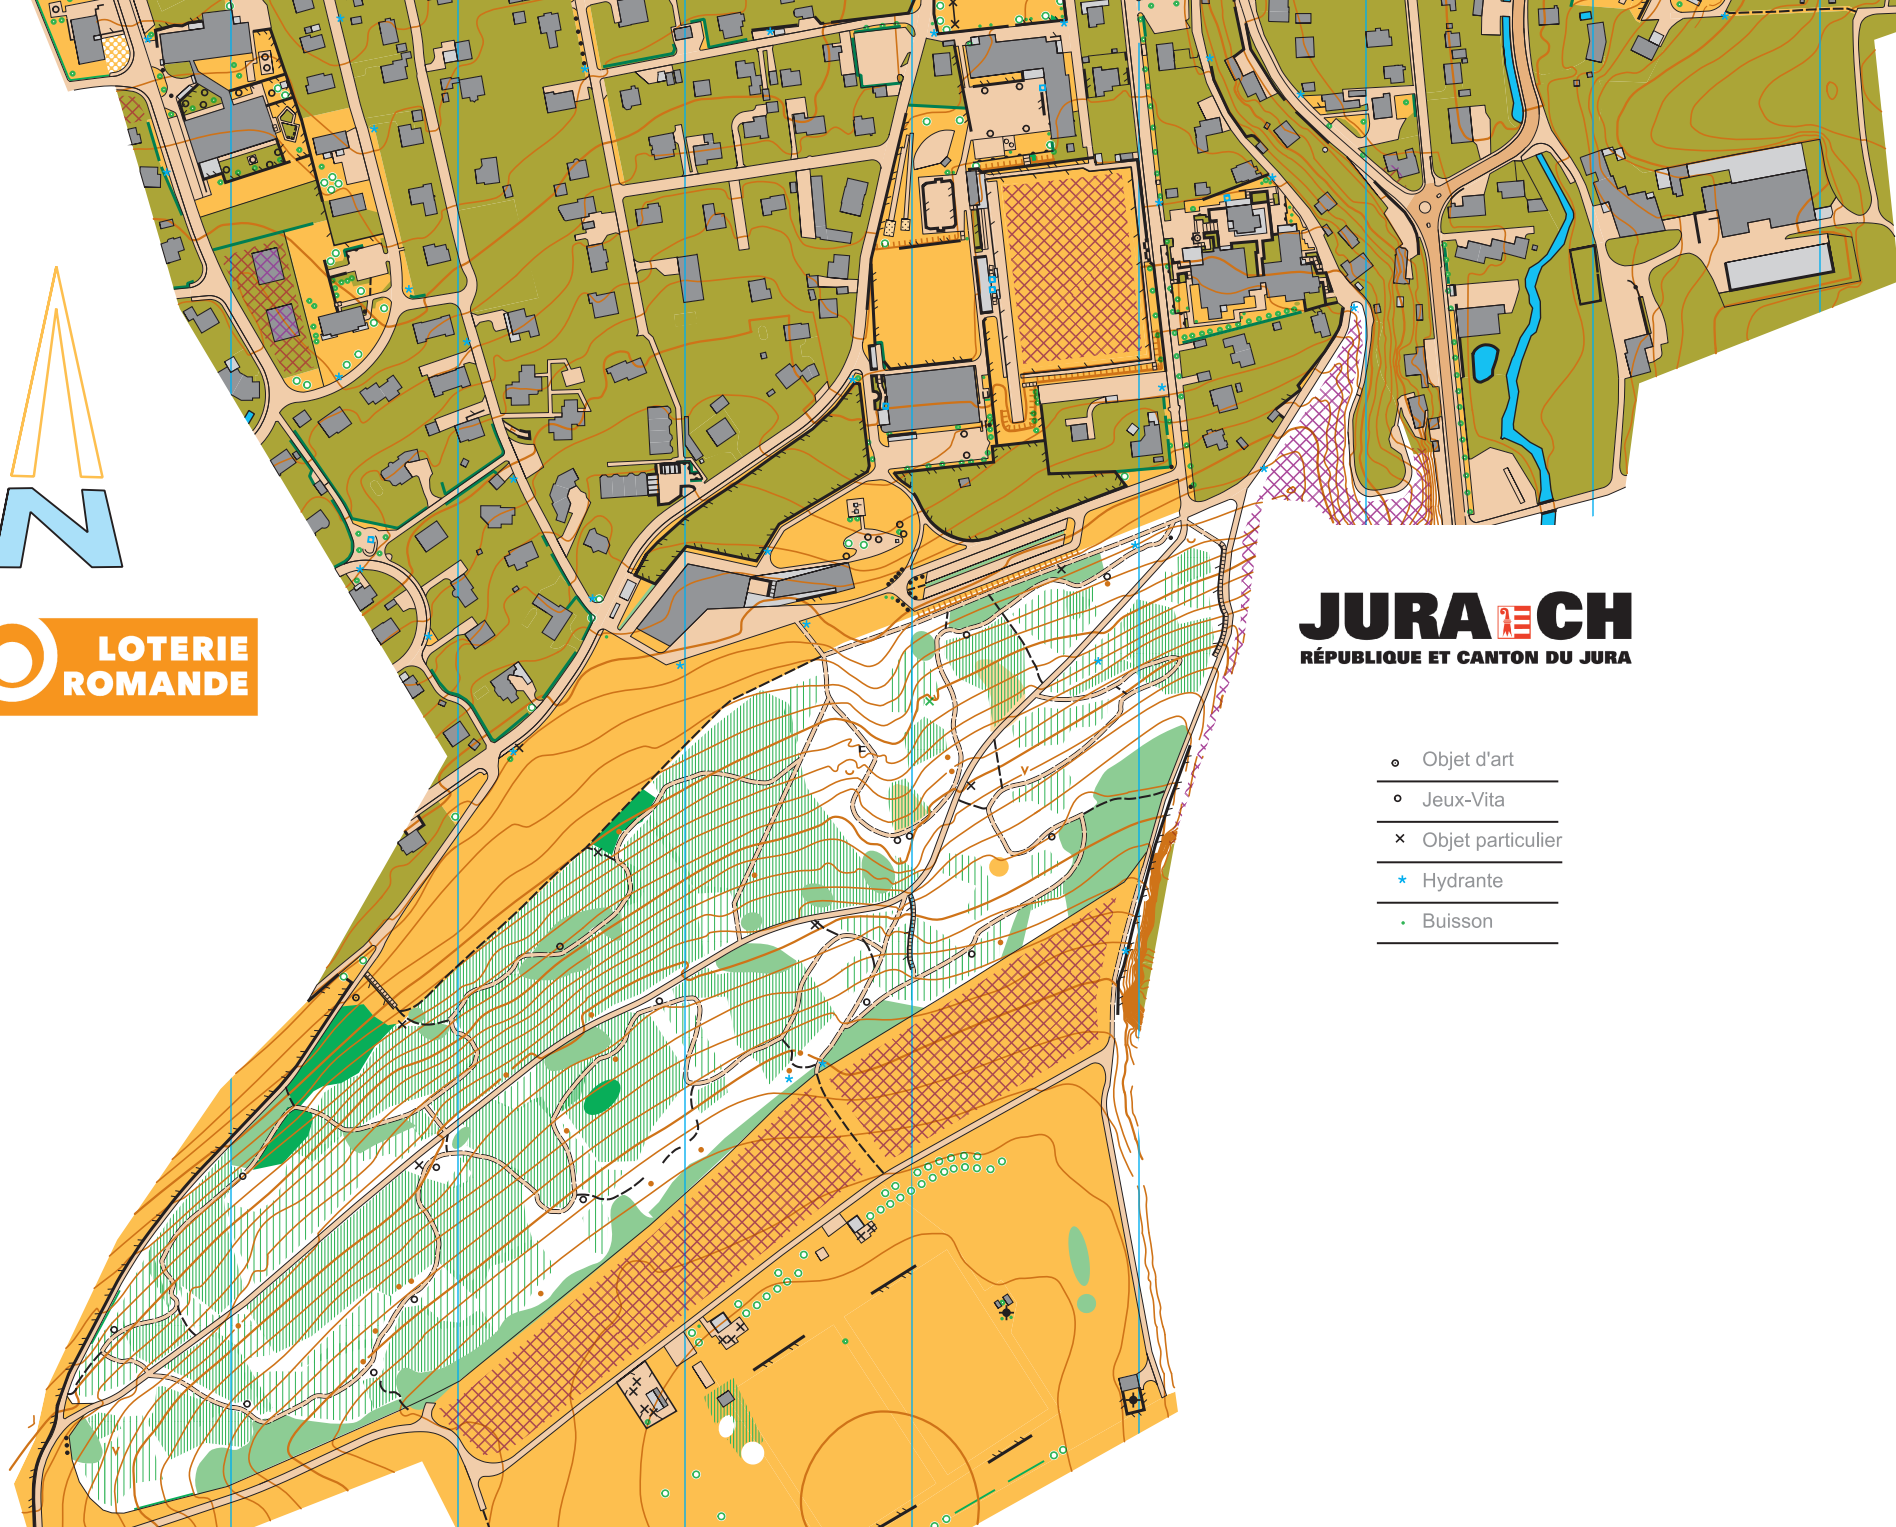 N
LOTERIE
ROMANDE
JURA CH
RÉPUBLIQUE ET CANTON DU JURA
Objet d'art
Jeux-Vita
Objet particulier
Hydrante
Buisson